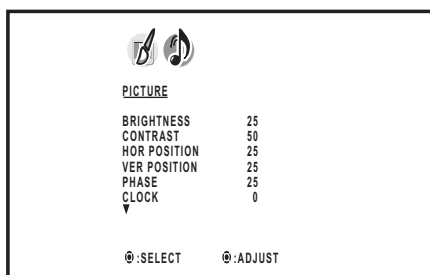 PICTURE
BRIGHTNESS 25
CONTRAST 50
HOR POSITION 25
VER POSITION 25
PHASE 25
CLOCK 0
:SELECT :ADJUST